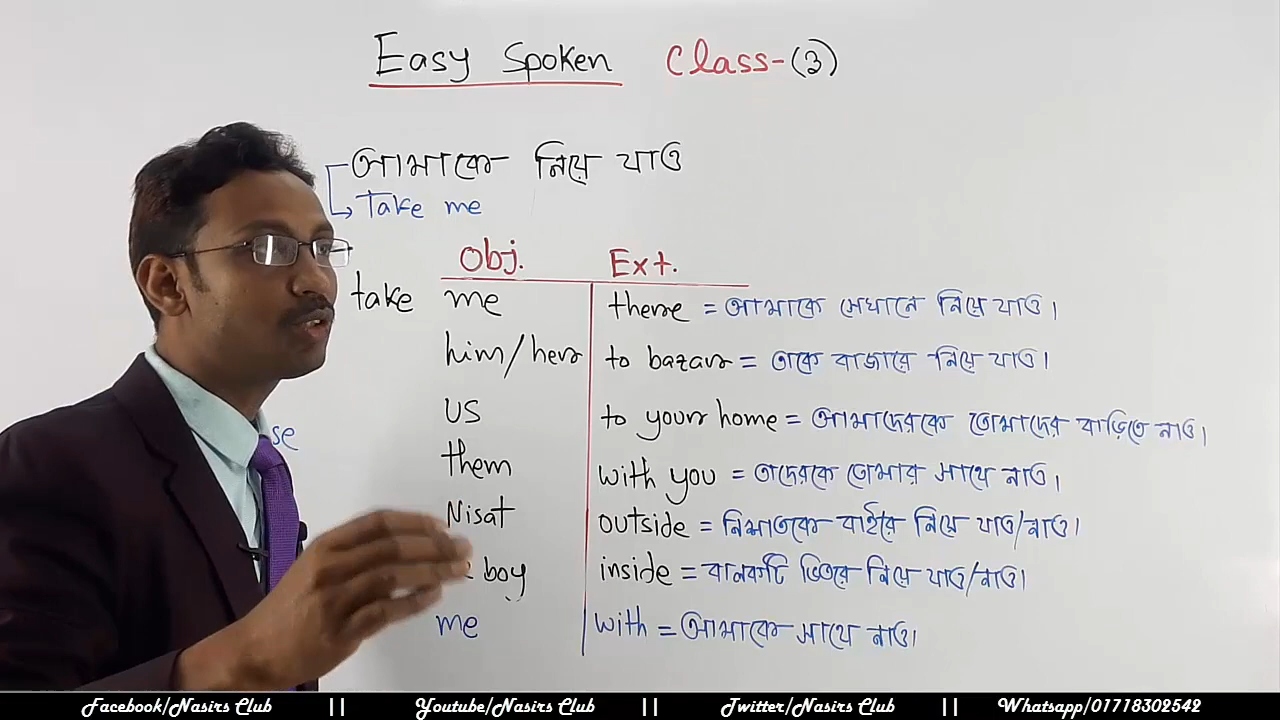 Easy Spoken Class-(3)
আমাকে নিয়ে যাও
Take me
Obj. Ext.
take me there = আমাকে সেখানে নিয়ে যাও।
him/her to bazar = তাকে বাজারে নিয়ে যাও।
us to your home = আমাদেরকে তোমাদের বাড়িতে নাও।
se
them with you = তাদেরকে তোমার সাথে নাও।
Nisat outside = নিসাতকে বাইরে নিয়ে যাও/নাও।
boy inside = বালকটি ভিতরে নিয়ে যাও/নাও।
me with = আমাকে সাথে নাও।
Facebook/Nasirs Club || Youtube/Nasirs Club || Twitter/Nasirs Club || Whatsapp/01718302542